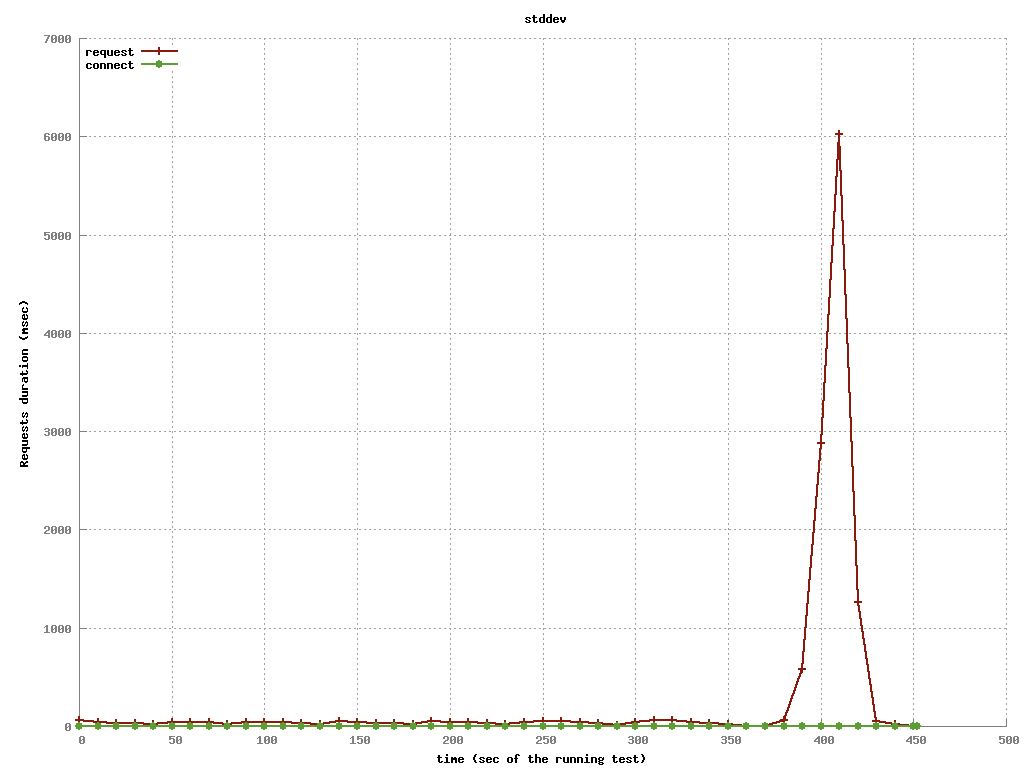 stddev
7000
request
connect
6000
5000
4000
3000
2000
1000
0
Requests duration (msec)
0 50 100 150 200 250 300 350 400 450 500
time (sec of the running test)